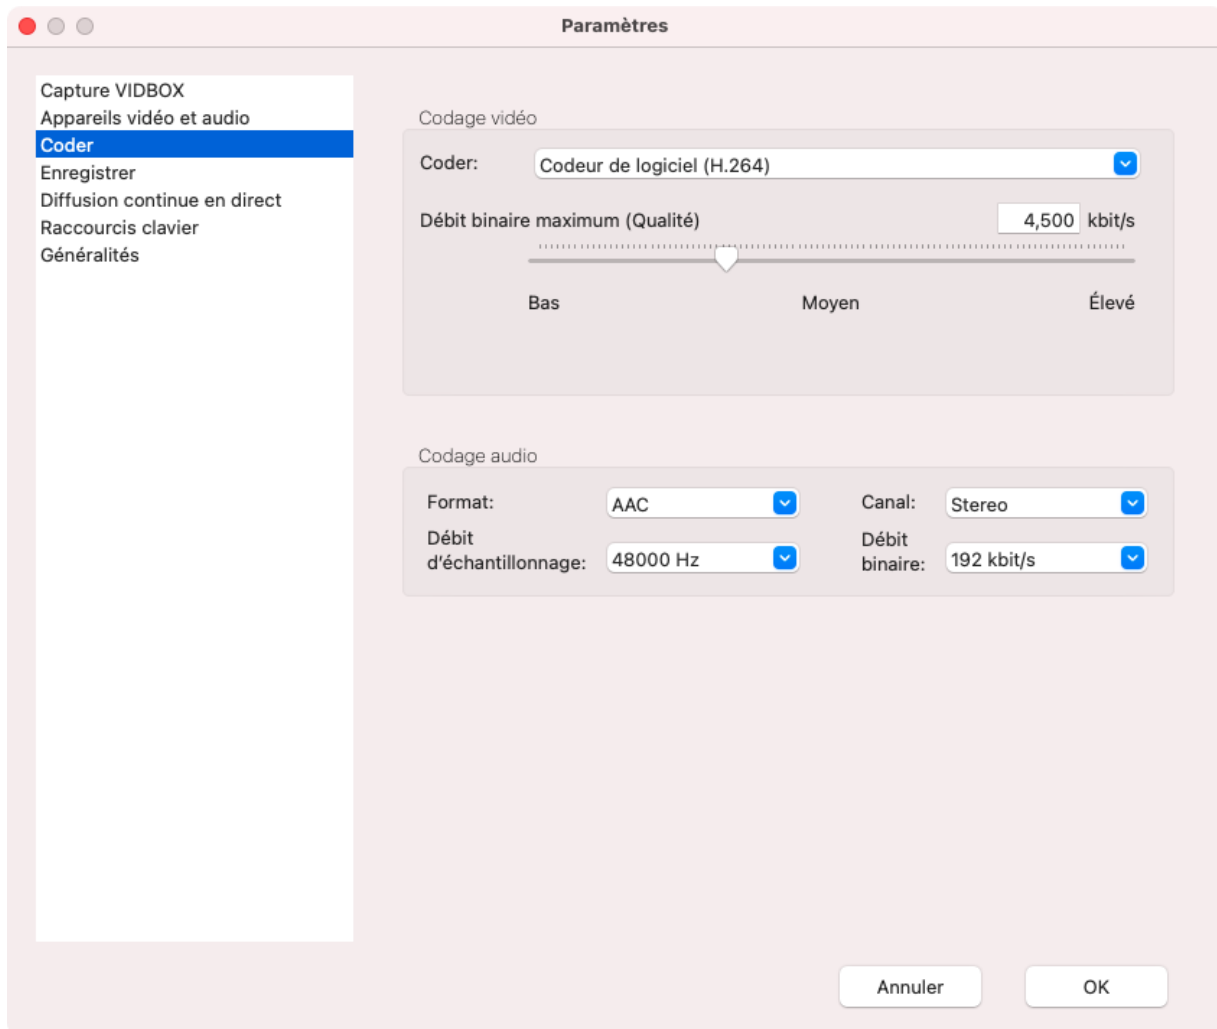 Paramètres
Capture VIDBOX
Appareils vidéo et audio
Coder
Enregistrer
Diffusion continue en direct
Raccourcis clavier
Généralités
Codage vidéo
Coder: Codeur de logiciel (H.264)
Débit binaire maximum (Qualité) 4,500 kbit/s
Bas Moyen Élevé
Codage audio
Format: AAC Canal: Stereo
Débit d'échantillonnage: 48000 Hz Débit binaire: 192 kbit/s
Annuler OK